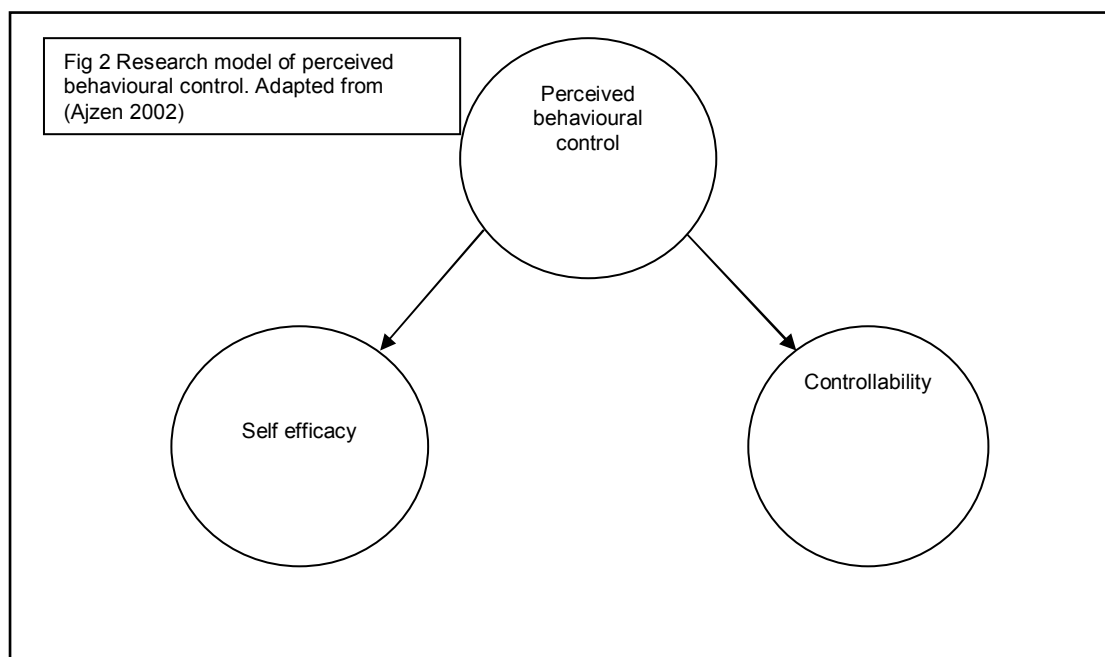 Fig 2 Research model of perceived
behavioural control. Adapted from
(Ajzen 2002)
Perceived
behavioural
control
Self efficacy
Controllability